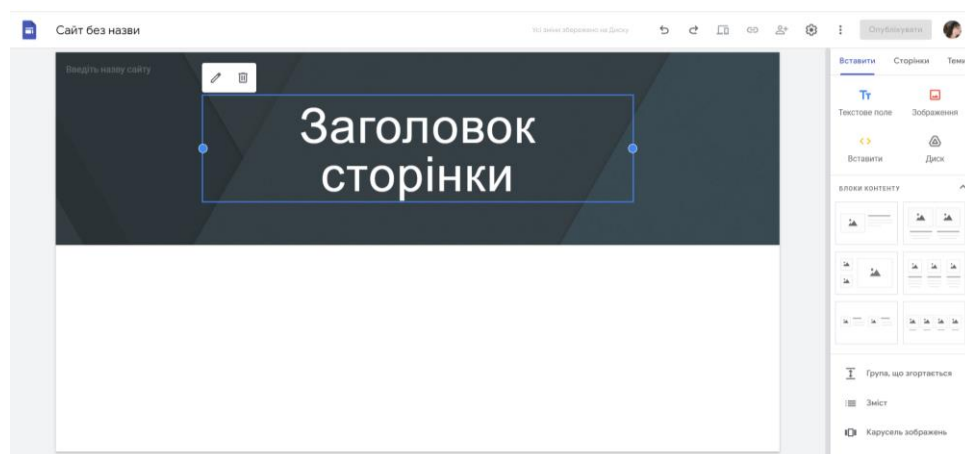 Сайт без назви
Усі зміни збережено на Диску
Опублікувати
Вставити Сторінки Теми
Введіть назву сайту
Заголовок
сторінки
Текстове поле Зображення
Вставити Диск
БЛОКИ КОНТЕНТУ
Група, що згортається
Зміст
Карусель зображень